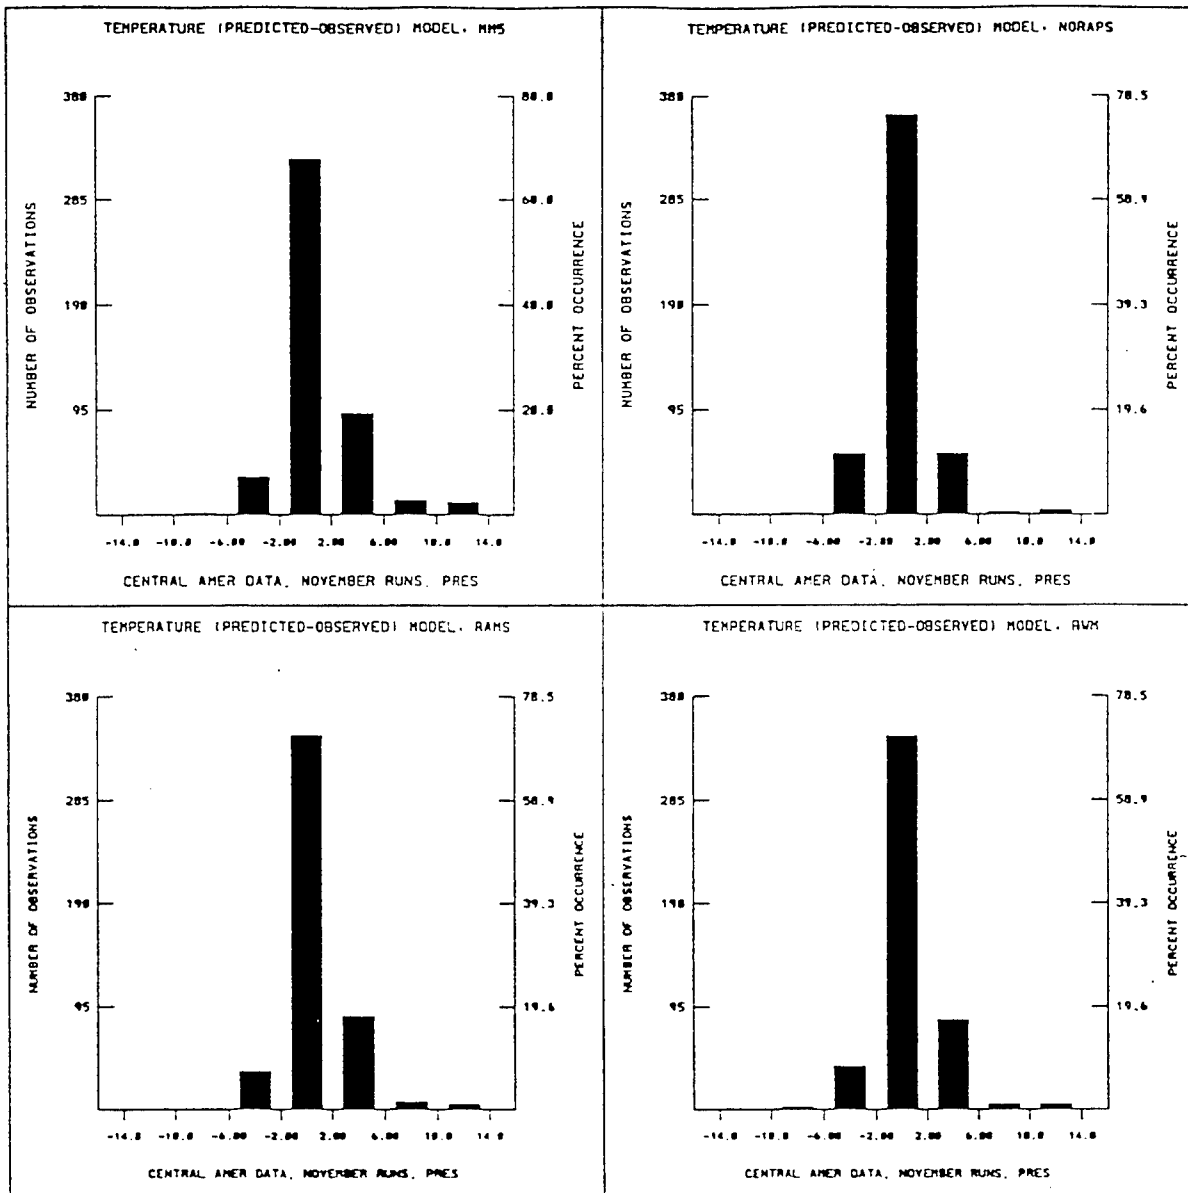 TEMPERATURE (PREDICTED-OBSERVED) MODEL. MM5
380
285
190
95
NUMBER OF OBSERVATIONS
80.0
60.0
40.0
20.0
PERCENT OCCURRENCE
-14.0 -10.0 -6.00 -2.00 2.00 6.00 10.0 14.0
CENTRAL AMER DATA. NOVEMBER RUNS. PRES
TEMPERATURE (PREDICTED-OBSERVED) MODEL. NORAPS
380
285
190
95
NUMBER OF OBSERVATIONS
78.5
58.9
39.3
19.6
PERCENT OCCURRENCE
-14.0 -10.0 -6.00 -2.00 2.00 6.00 10.0 14.0
CENTRAL AMER DATA. NOVEMBER RUNS. PRES
TEMPERATURE (PREDICTED-OBSERVED) MODEL. RAMS
380
285
190
95
NUMBER OF OBSERVATIONS
78.5
58.9
39.3
19.6
PERCENT OCCURRENCE
-14.0 -10.0 -6.00 -2.00 2.00 6.00 10.0 14.0
CENTRAL AMER DATA. NOVEMBER RUNS. PRES
TEMPERATURE (PREDICTED-OBSERVED) MODEL. RWM
380
285
190
95
NUMBER OF OBSERVATIONS
78.5
58.9
39.3
19.6
PERCENT OCCURRENCE
-14.0 -10.0 -6.00 -2.00 2.00 6.00 10.0 14.0
CENTRAL AMER DATA. NOVEMBER RUNS. PRES